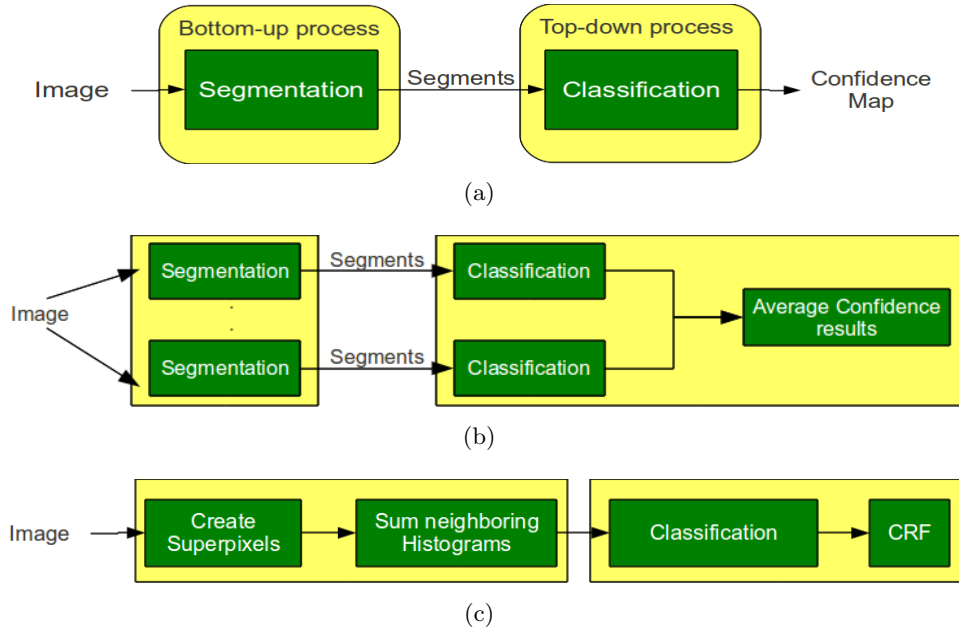 Bottom-up process
Top-down process
Image
Segmentation
Segments
Classification
Confidence
Map
(a)
Segmentation
Segments
Classification
Image
Average Confidence
results
Segmentation
Segments
Classification
(b)
Image
Create
Superpixels
Sum neighboring
Histograms
Classification
CRF
(c)